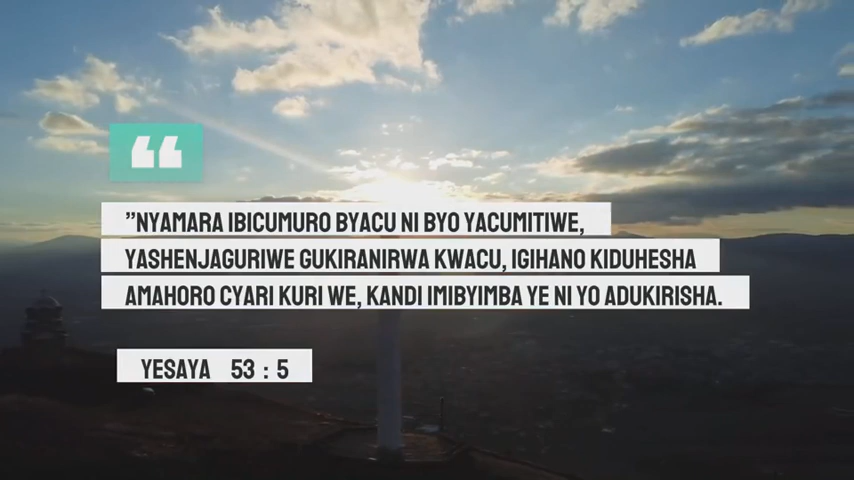 ”NYAMARA IBICUMURO BYACU NI BYO YACUMITIWE,
YASHENJAGURIWE GUKIRANIRWA KWACU, IGIHANO KIDUHESHA
AMAHORO CYARI KURI WE, KANDI IMIBYIMBA YE NI YO ADUKIRISHA.
YESAYA 53 : 5